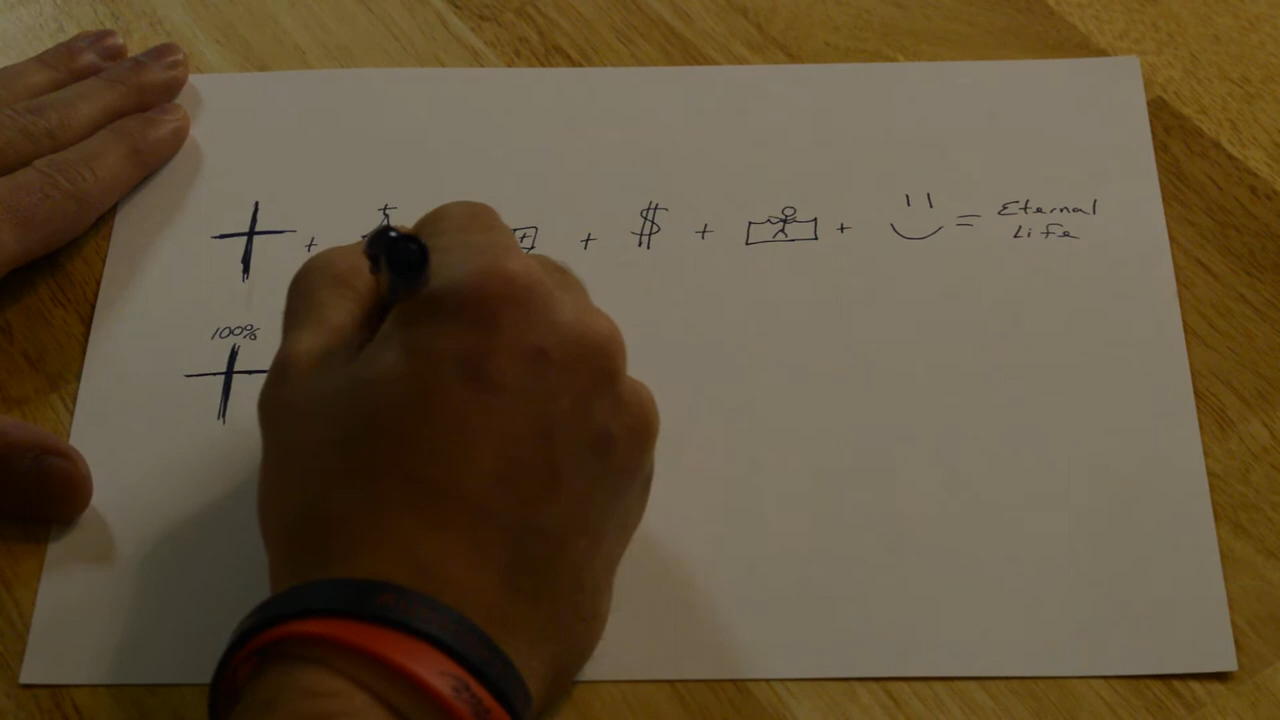 + + $ + + = Eternal
Life
100%